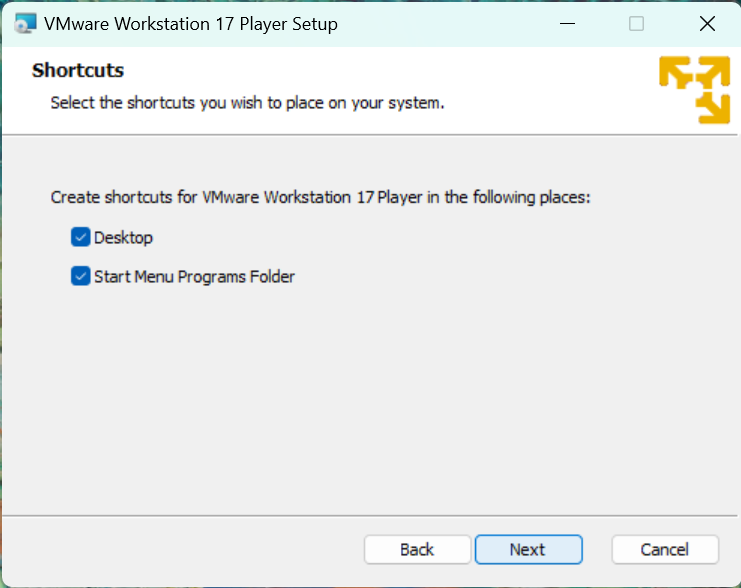 VMware Workstation 17 Player Setup
Shortcuts
Select the shortcuts you wish to place on your system.
Create shortcuts for VMware Workstation 17 Player in the following places:
Desktop
Start Menu Programs Folder
Back Next Cancel